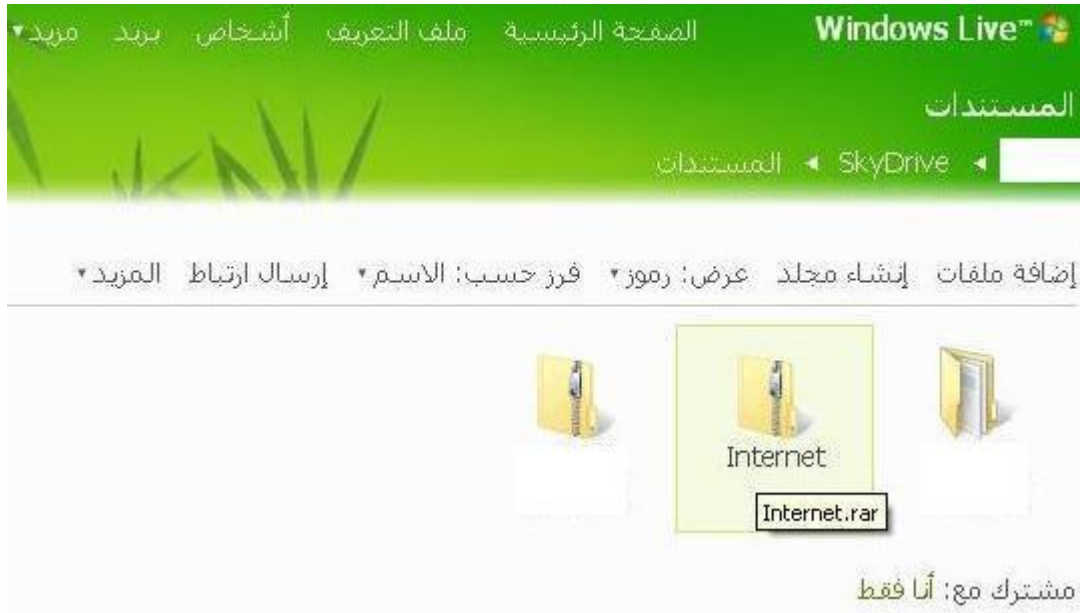 Windows Live™ الصفحة الرئيسية ملف التعريف أشخاص بريد مزيد
المستندات
SkyDrive المستندات
إضافة ملفات إنشاء مجلد عرض: رموز فرز حسب: الاسم إرسال ارتباط المزيد
Internet
Internet.rar
مشترك مع: أنا فقط